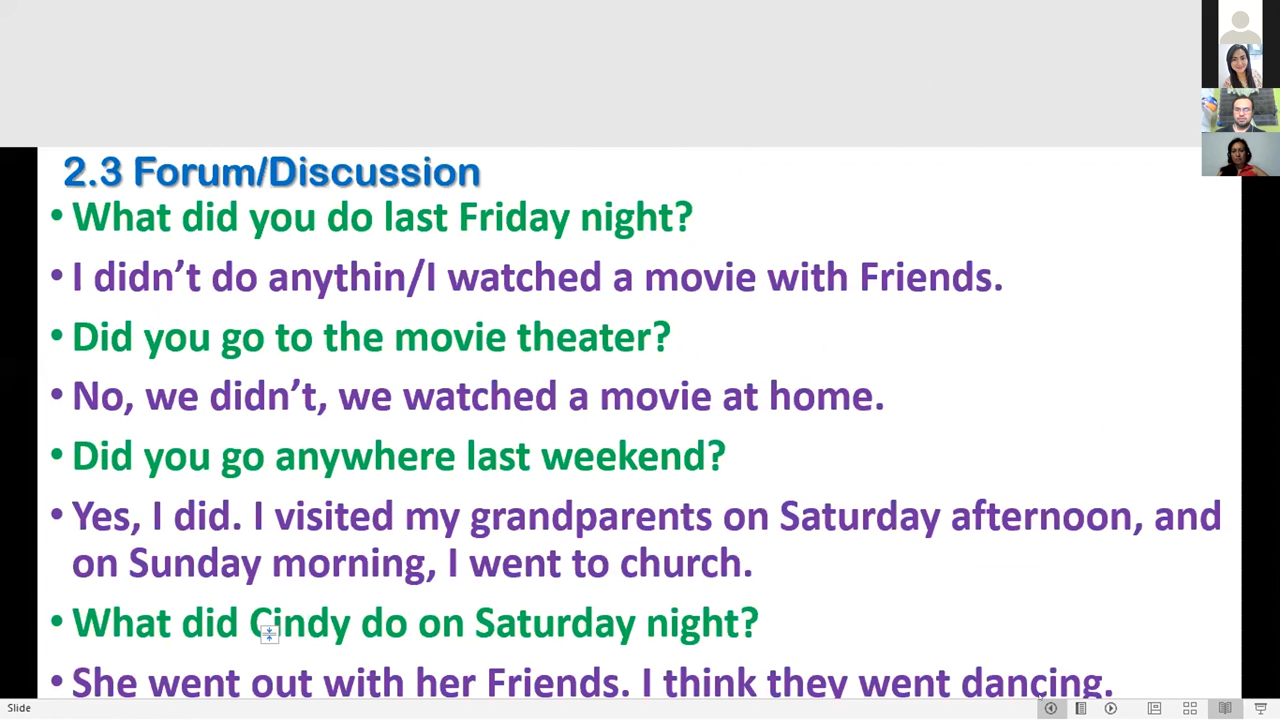 2.3 Forum/Discussion
• What did you do last Friday night?
• I didn't do anythin/I watched a movie with Friends.
• Did you go to the movie theater?
• No, we didn't, we watched a movie at home.
• Did you go anywhere last weekend?
• Yes, I did. I visited my grandparents on Saturday afternoon, and
on Sunday morning, I went to church.
• What did Cindy do on Saturday night?
• She went out with her Friends. I think they went dancing.
Slide